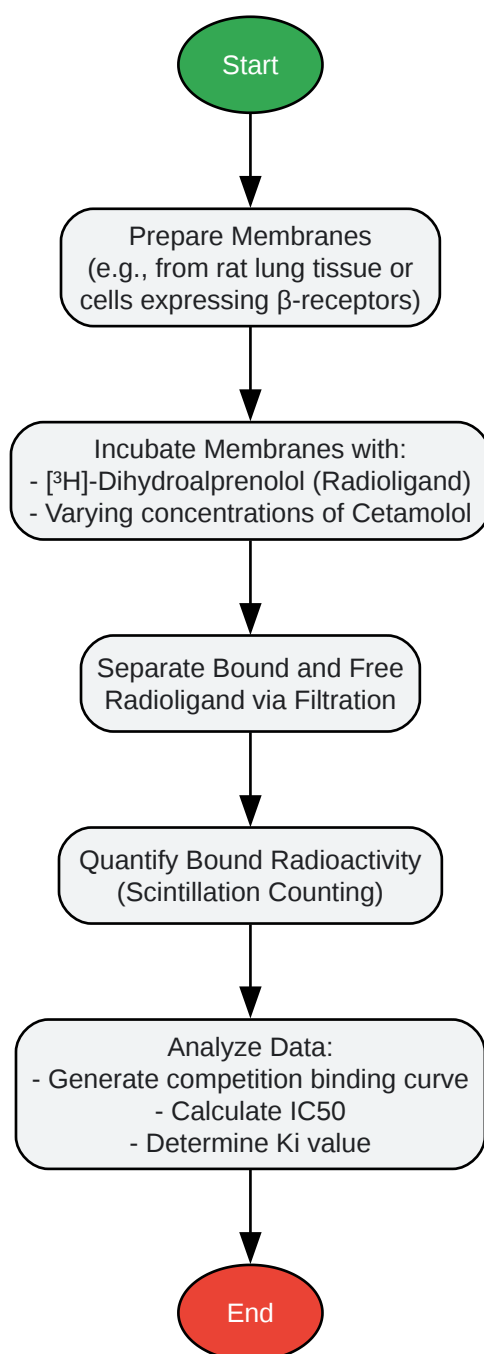 Start
Prepare Membranes
(e.g., from rat lung tissue or
cells expressing β-receptors)
Incubate Membranes with:
- [³H]-Dihydroalprenolol (Radioligand)
- Varying concentrations of Cetamolol
Separate Bound and Free
Radioligand via Filtration
Quantify Bound Radioactivity
(Scintillation Counting)
Analyze Data:
- Generate competition binding curve
- Calculate IC50
- Determine Ki value
End